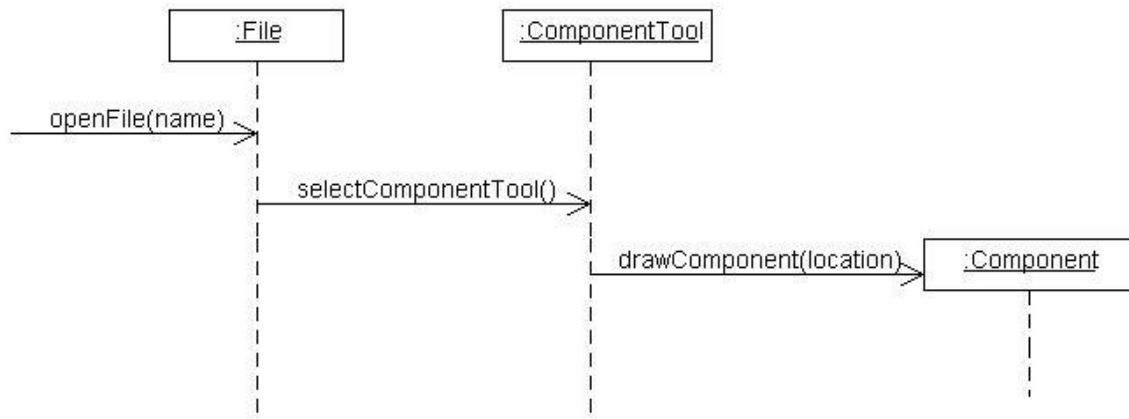 :File
:ComponentTool
openFile(name)
selectComponentTool()
drawComponent(location)
:Component